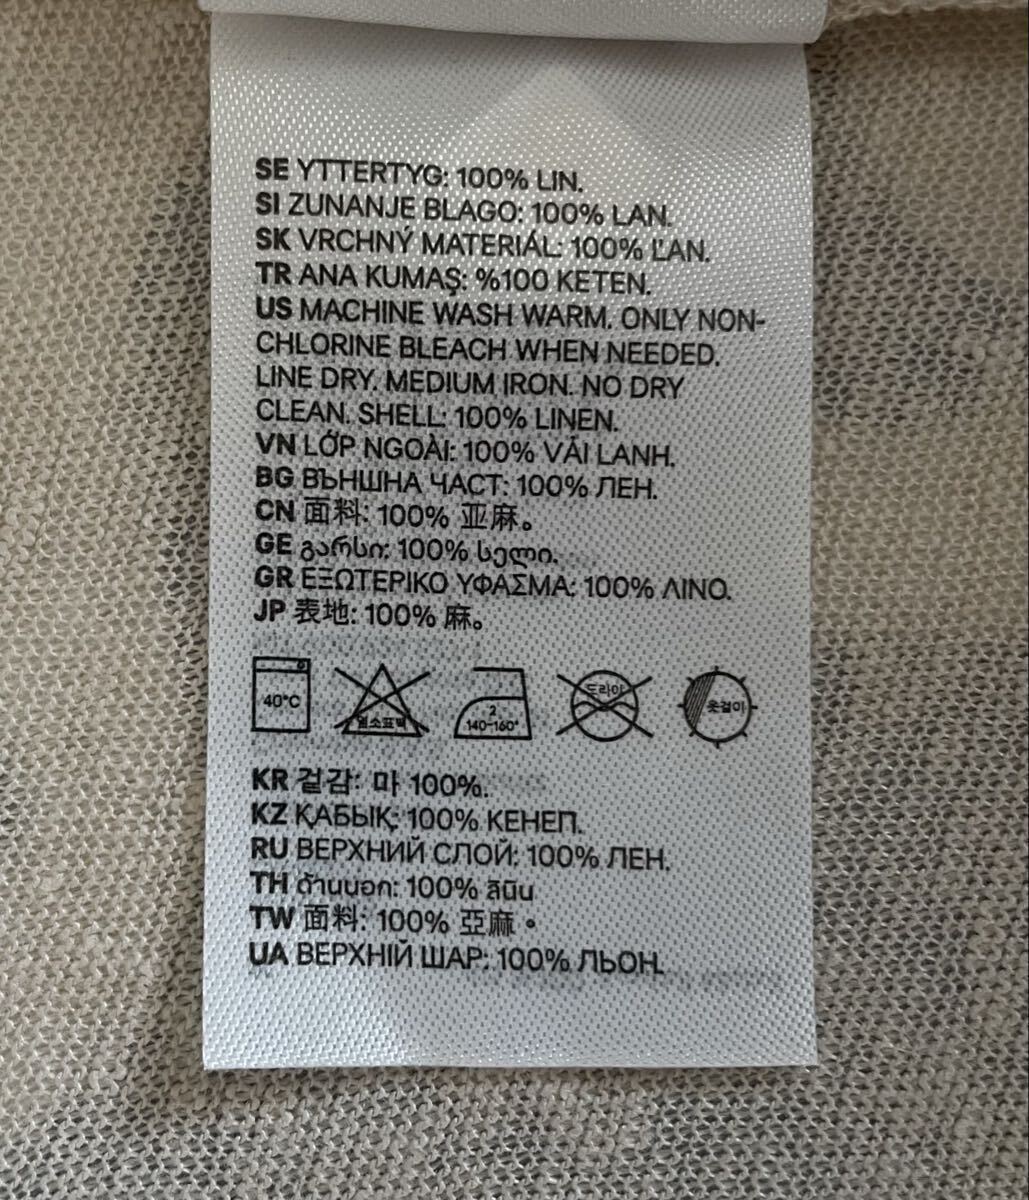 SE YTTERTYG: 100% LIN.
SI ZUNANJE BLAGO: 100% LAN.
SK VRCHNÝ MATERIÁL: 100% ĽAN.
TR ANA KUMAŞ: %100 KETEN.
US MACHINE WASH WARM. ONLY NON-
CHLORINE BLEACH WHEN NEEDED.
LINE DRY. MEDIUM IRON. NO DRY
CLEAN. SHELL: 100% LINEN.
VN LỚP NGOÀI: 100% VẢI LANH.
BG ВЪНШНА ЧАСТ: 100% ЛЕН.
CN 面料: 100% 亚麻。
GE გარსი: 100% სელი.
GR ΕΞΩΤΕΡΙΚΟ ΥΦΑΣΜΑ: 100% ΛΙΝΟ.
JP 表地: 100% 麻。
40°C 염소표백 2 140-160° 드라이 옷걸이
KR 겉감: 마 100%.
KZ ҚАБЫҚ: 100% КЕНЕП.
RU ВЕРХНИЙ СЛОЙ: 100% ЛЕН.
TH ด้านนอก: 100% ลินิน
TW 面料: 100% 亞麻。
UA ВЕРХНІЙ ШАР: 100% ЛЬОН.